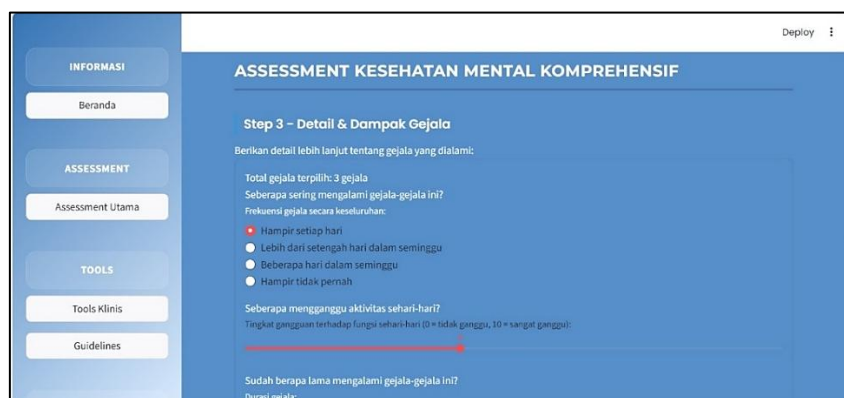 Deploy
INFORMASI
Beranda
ASSESSMENT
Assessment Utama
TOOLS
Tools Klinis
Guidelines
ASSESSMENT KESEHATAN MENTAL KOMPREHENSIF
Step 3 - Detail & Dampak Gejala
Berikan detail lebih lanjut tentang gejala yang dialami:
Total gejala terpilih: 3 gejala
Seberapa sering mengalami gejala-gejala ini?
Frekuensi gejala secara keseluruhan:
Hampir setiap hari
Lebih dari setengah hari dalam seminggu
Beberapa hari dalam seminggu
Hampir tidak pernah
Seberapa mengganggu aktivitas sehari-hari?
Tingkat gangguan terhadap fungsi sehari-hari (0 = tidak ganggu, 10 = sangat ganggu):
Sudah berapa lama mengalami gejala-gejala ini?
Durasi gejala: